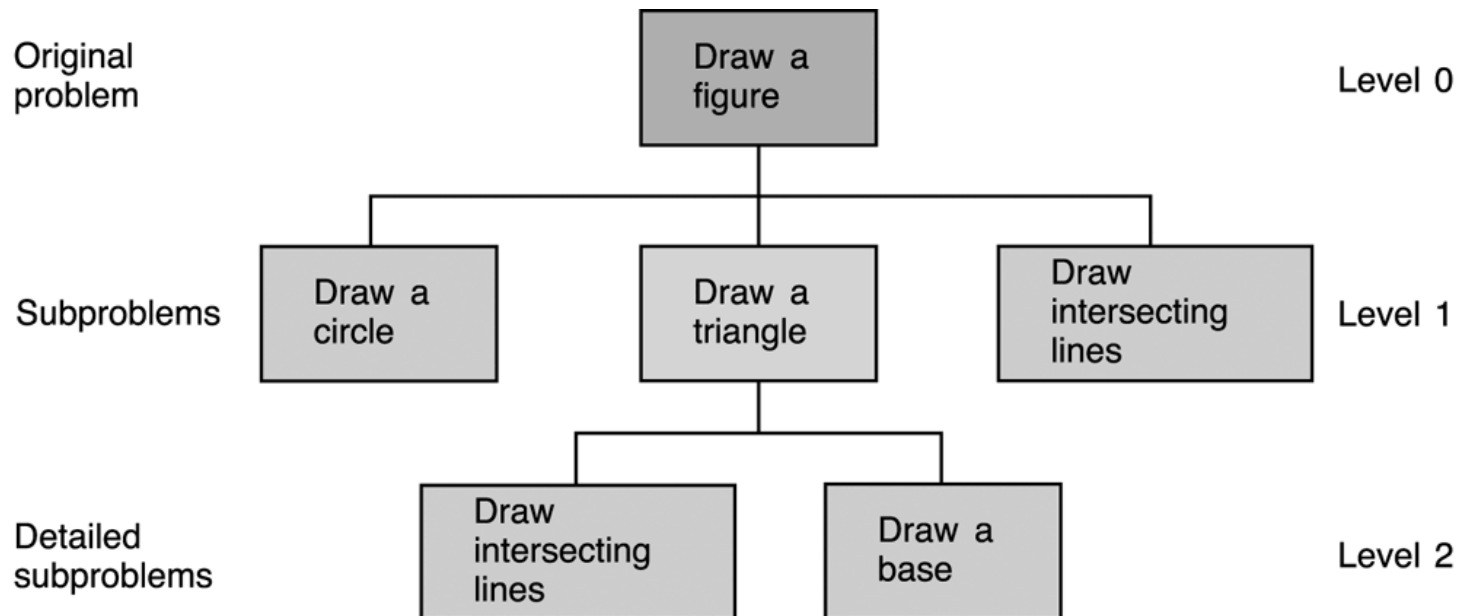 Original
problem
Draw a
figure
Level 0
Subproblems
Draw a
circle
Draw a
triangle
Draw
intersecting
lines
Level 1
Detailed
subproblems
Draw
intersecting
lines
Draw a
base
Level 2